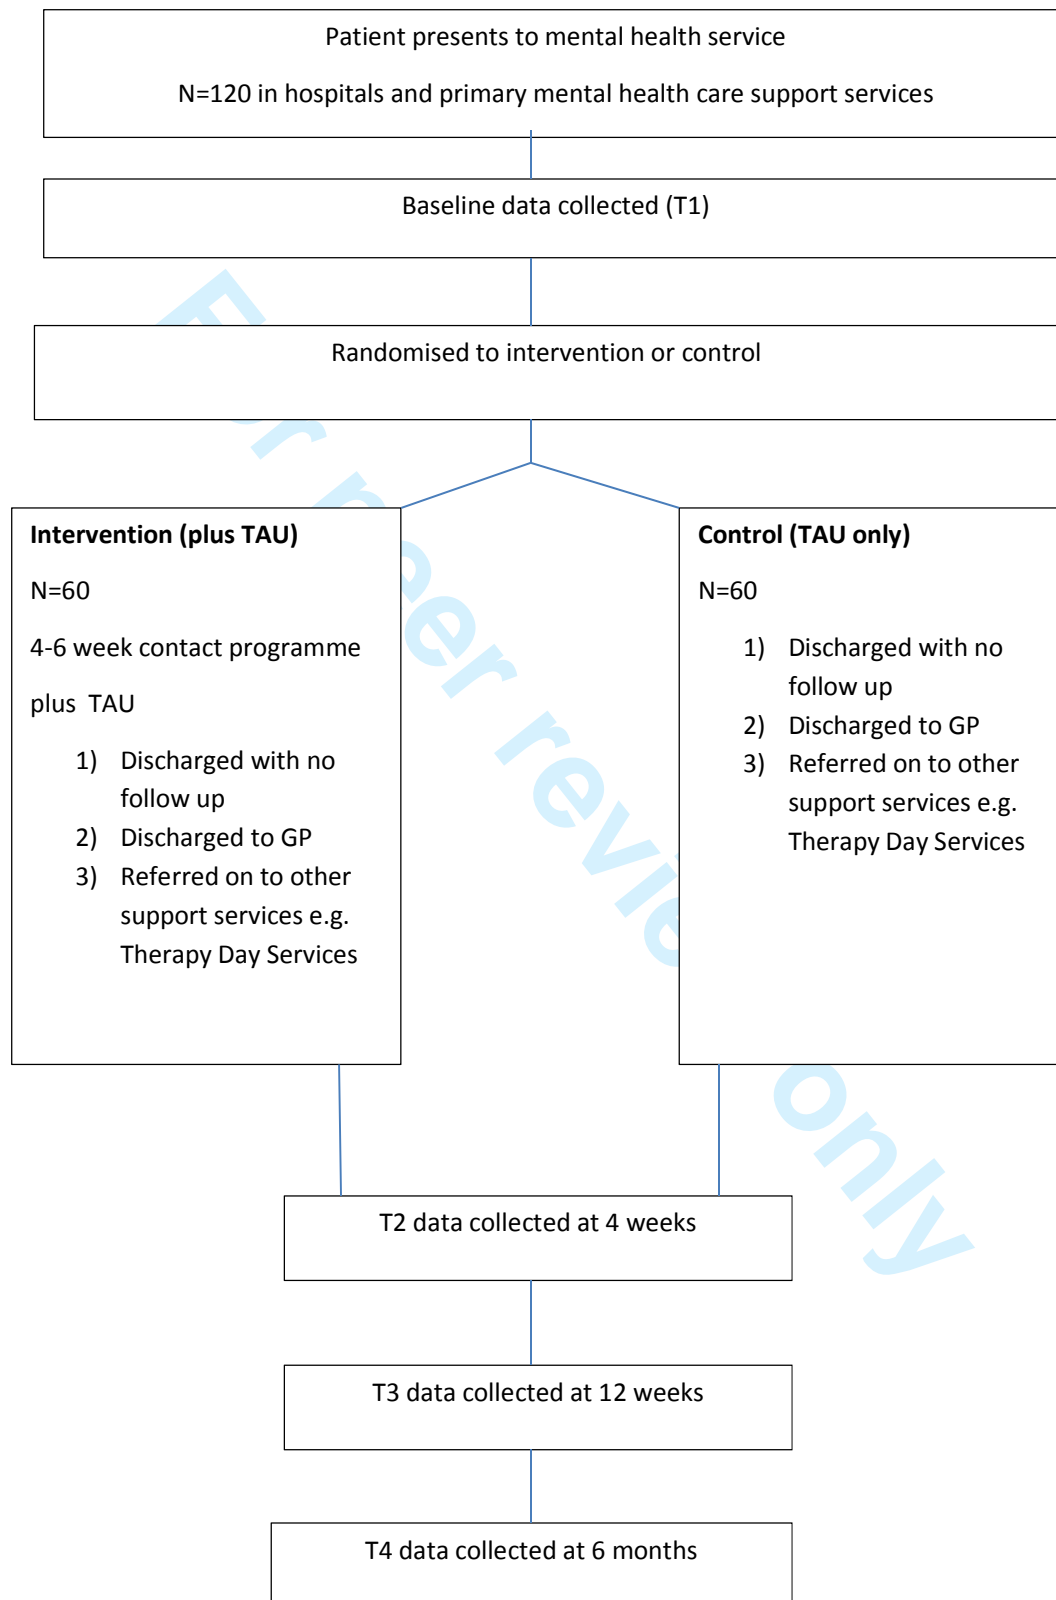 Patient presents to mental health service
N=120 in hospitals and primary mental health care support services
Baseline data collected (T1)
Randomised to intervention or control
Intervention (plus TAU)
N=60
4-6 week contact programme
plus TAU
1) Discharged with no
follow up
2) Discharged to GP
3) Referred on to other
support services e.g.
Therapy Day Services
Control (TAU only)
N=60
1) Discharged with no
follow up
2) Discharged to GP
3) Referred on to other
support services e.g.
Therapy Day Services
T2 data collected at 4 weeks
T3 data collected at 12 weeks
T4 data collected at 6 months
For peer review only